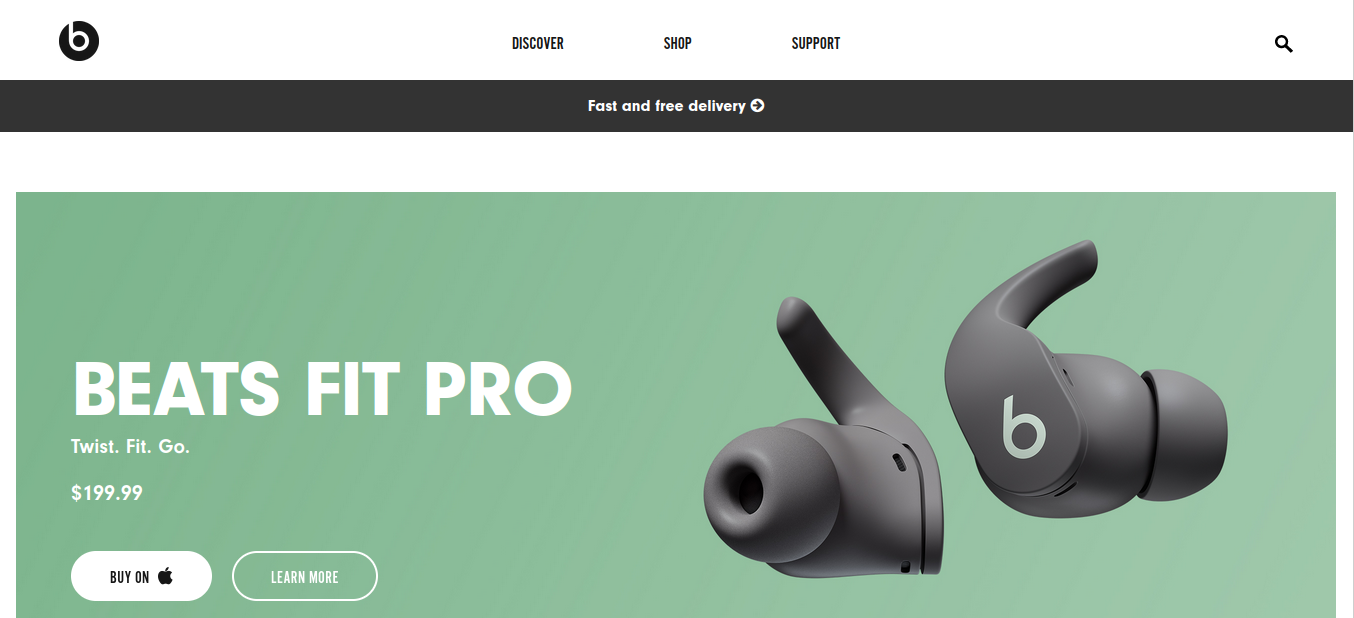 DISCOVER SHOP SUPPORT
Fast and free delivery
BEATS FIT PRO
Twist. Fit. Go.
$199.99
BUY ON LEARN MORE